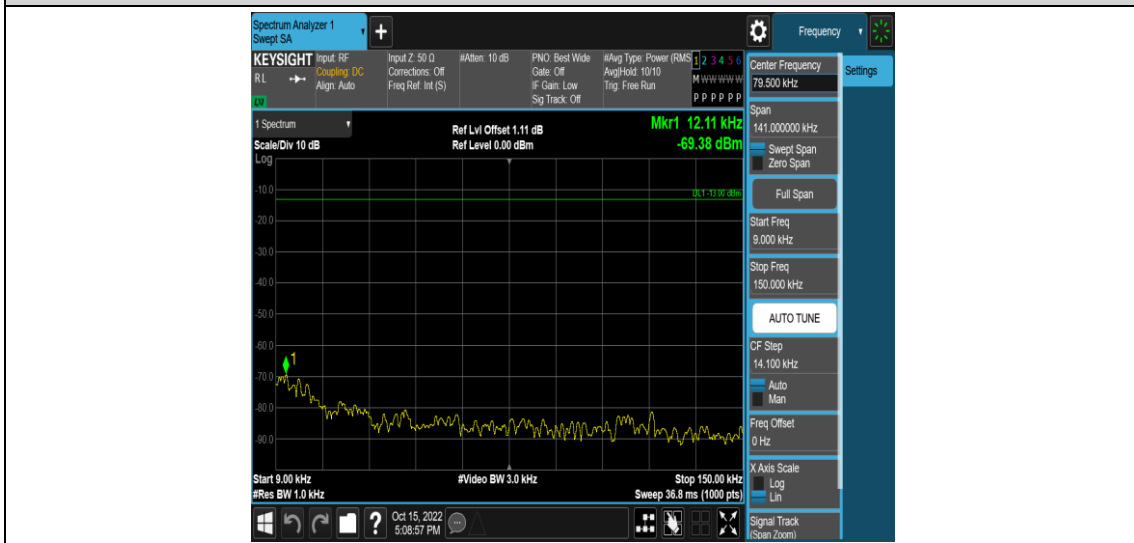 Spectrum Analyzer 1
Swept SA
+
Frequency
KEYSIGHT
RL
LXI
Input: RF
Coupling: DC
Align: Auto
Input Z: 50 Ω
Corrections: Off
Freq Ref: Int (S)
#Atten: 10 dB
PNO: Best Wide
Gate: Off
IF Gain: Low
Sig Track: Off
#Avg Type: Power (RMS
Avg|Hold: 10/10
Trig: Free Run
1 2 3 4 5 6
M W W W W W
P P P P P P
Center Frequency
79.500 kHz
Settings
1 Spectrum
Scale/Div 10 dB
Ref Lvl Offset 1.11 dB
Ref Level 0.00 dBm
Mkr1 12.11 kHz
-69.38 dBm
Log
-10.0
-20.0
-30.0
-40.0
-50.0
-60.0
-70.0
-80.0
-90.0
DL1 -13.00 dBm
1
Start 9.00 kHz
#Res BW 1.0 kHz
#Video BW 3.0 kHz
Stop 150.00 kHz
Sweep 36.8 ms (1000 pts)
Span
141.000000 kHz
Swept Span
Zero Span
Full Span
Start Freq
9.000 kHz
Stop Freq
150.000 kHz
AUTO TUNE
CF Step
14.100 kHz
Auto
Man
Freq Offset
0 Hz
X Axis Scale
Log
Lin
Signal Track
(Span Zoom)
?
Oct 15, 2022
5:08:57 PM